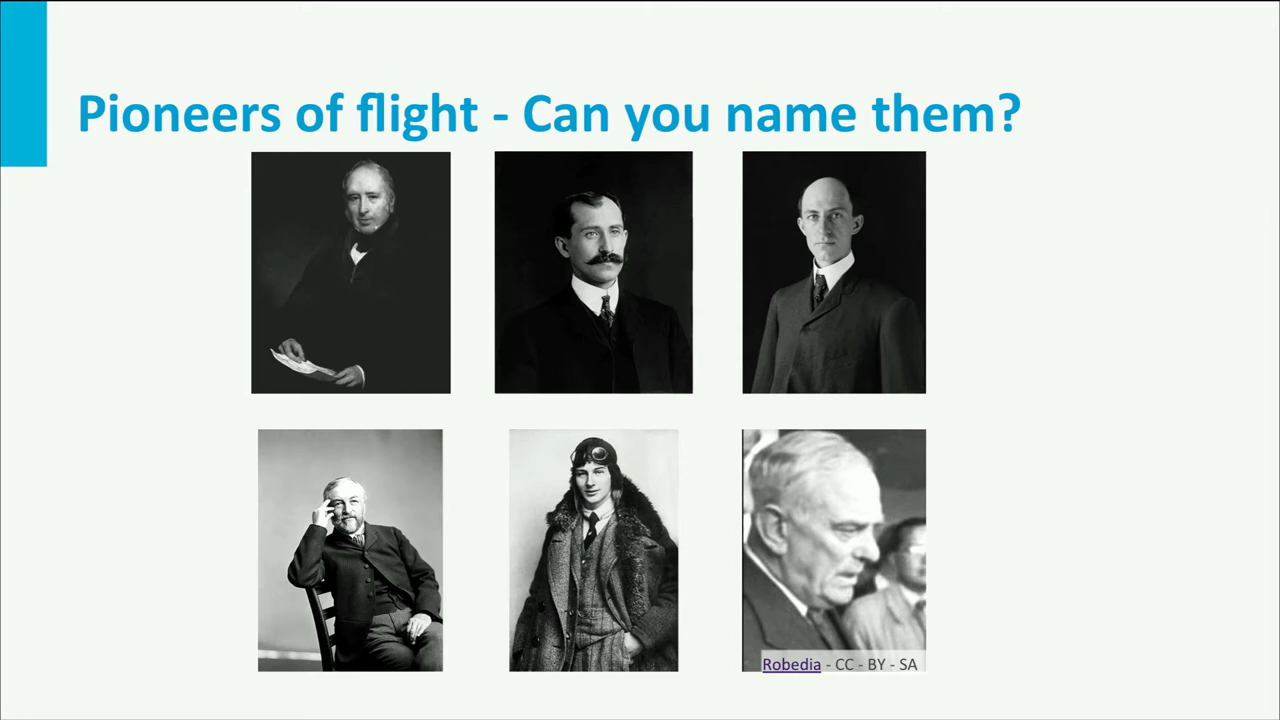 Pioneers of flight - Can you name them?
Robedia - CC - BY - SA